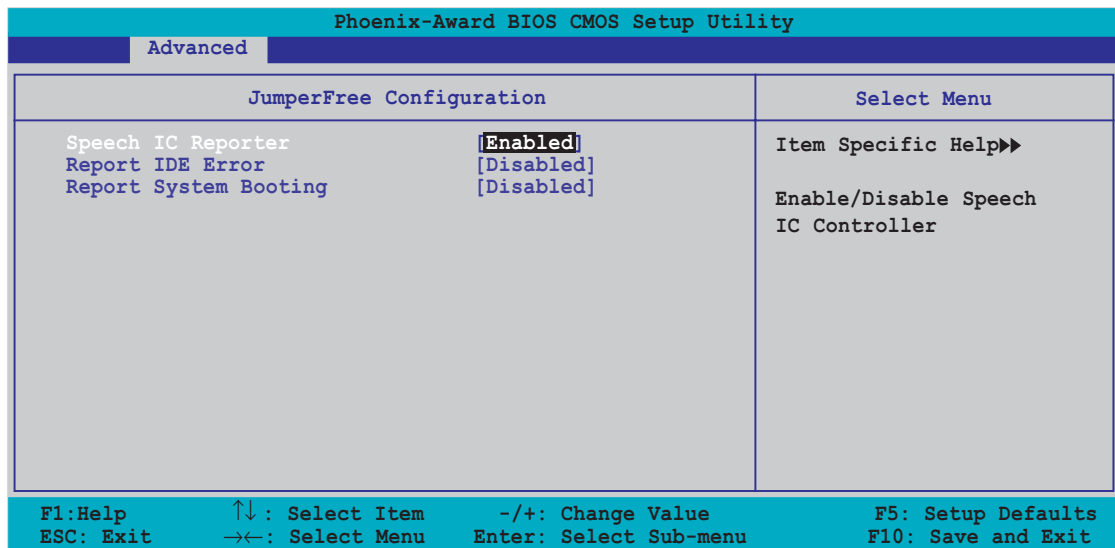 Phoenix-Award BIOS CMOS Setup Utility
Advanced
JumperFree Configuration
Select Menu
Speech IC Reporter [Enabled]
Report IDE Error [Disabled]
Report System Booting [Disabled]
Item Specific Help▶▶
Enable/Disable Speech
IC Controller
F1:Help ↑↓ : Select Item -/+: Change Value F5: Setup Defaults
ESC: Exit →←: Select Menu Enter: Select Sub-menu F10: Save and Exit